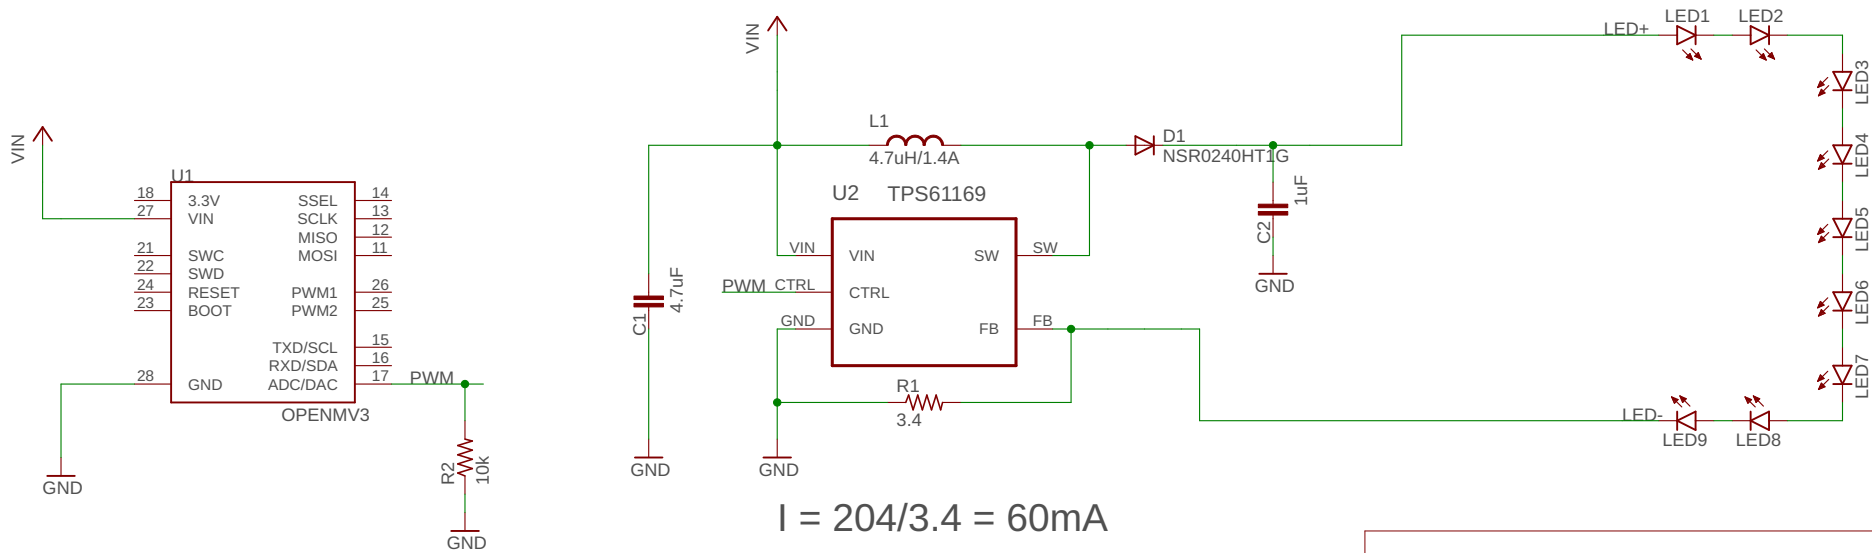 VIN
U1
18 3.3V SSEL 14
27 VIN SCLK 13
MISO 12
21 SWC MOSI 11
22 SWD
24 RESET PWM1 26
23 BOOT PWM2 25
TXD/SCL 15
RXD/SDA 16
28 GND ADC/DAC 17 PWM
OPENMV3
GND
R2
10k
GND
VIN
L1
4.7uH/1.4A
D1
NSR0240HT1G
U2 TPS61169
VIN VIN SW SW
PWM CTRL CTRL
GND GND FB FB
C1
4.7uF
GND
R1
3.4
GND
C2
1uF
GND
I = 204/3.4 = 60mA
LED+
LED1
LED2
LED3
LED4
LED5
LED6
LED7
LED-
LED9
LED8